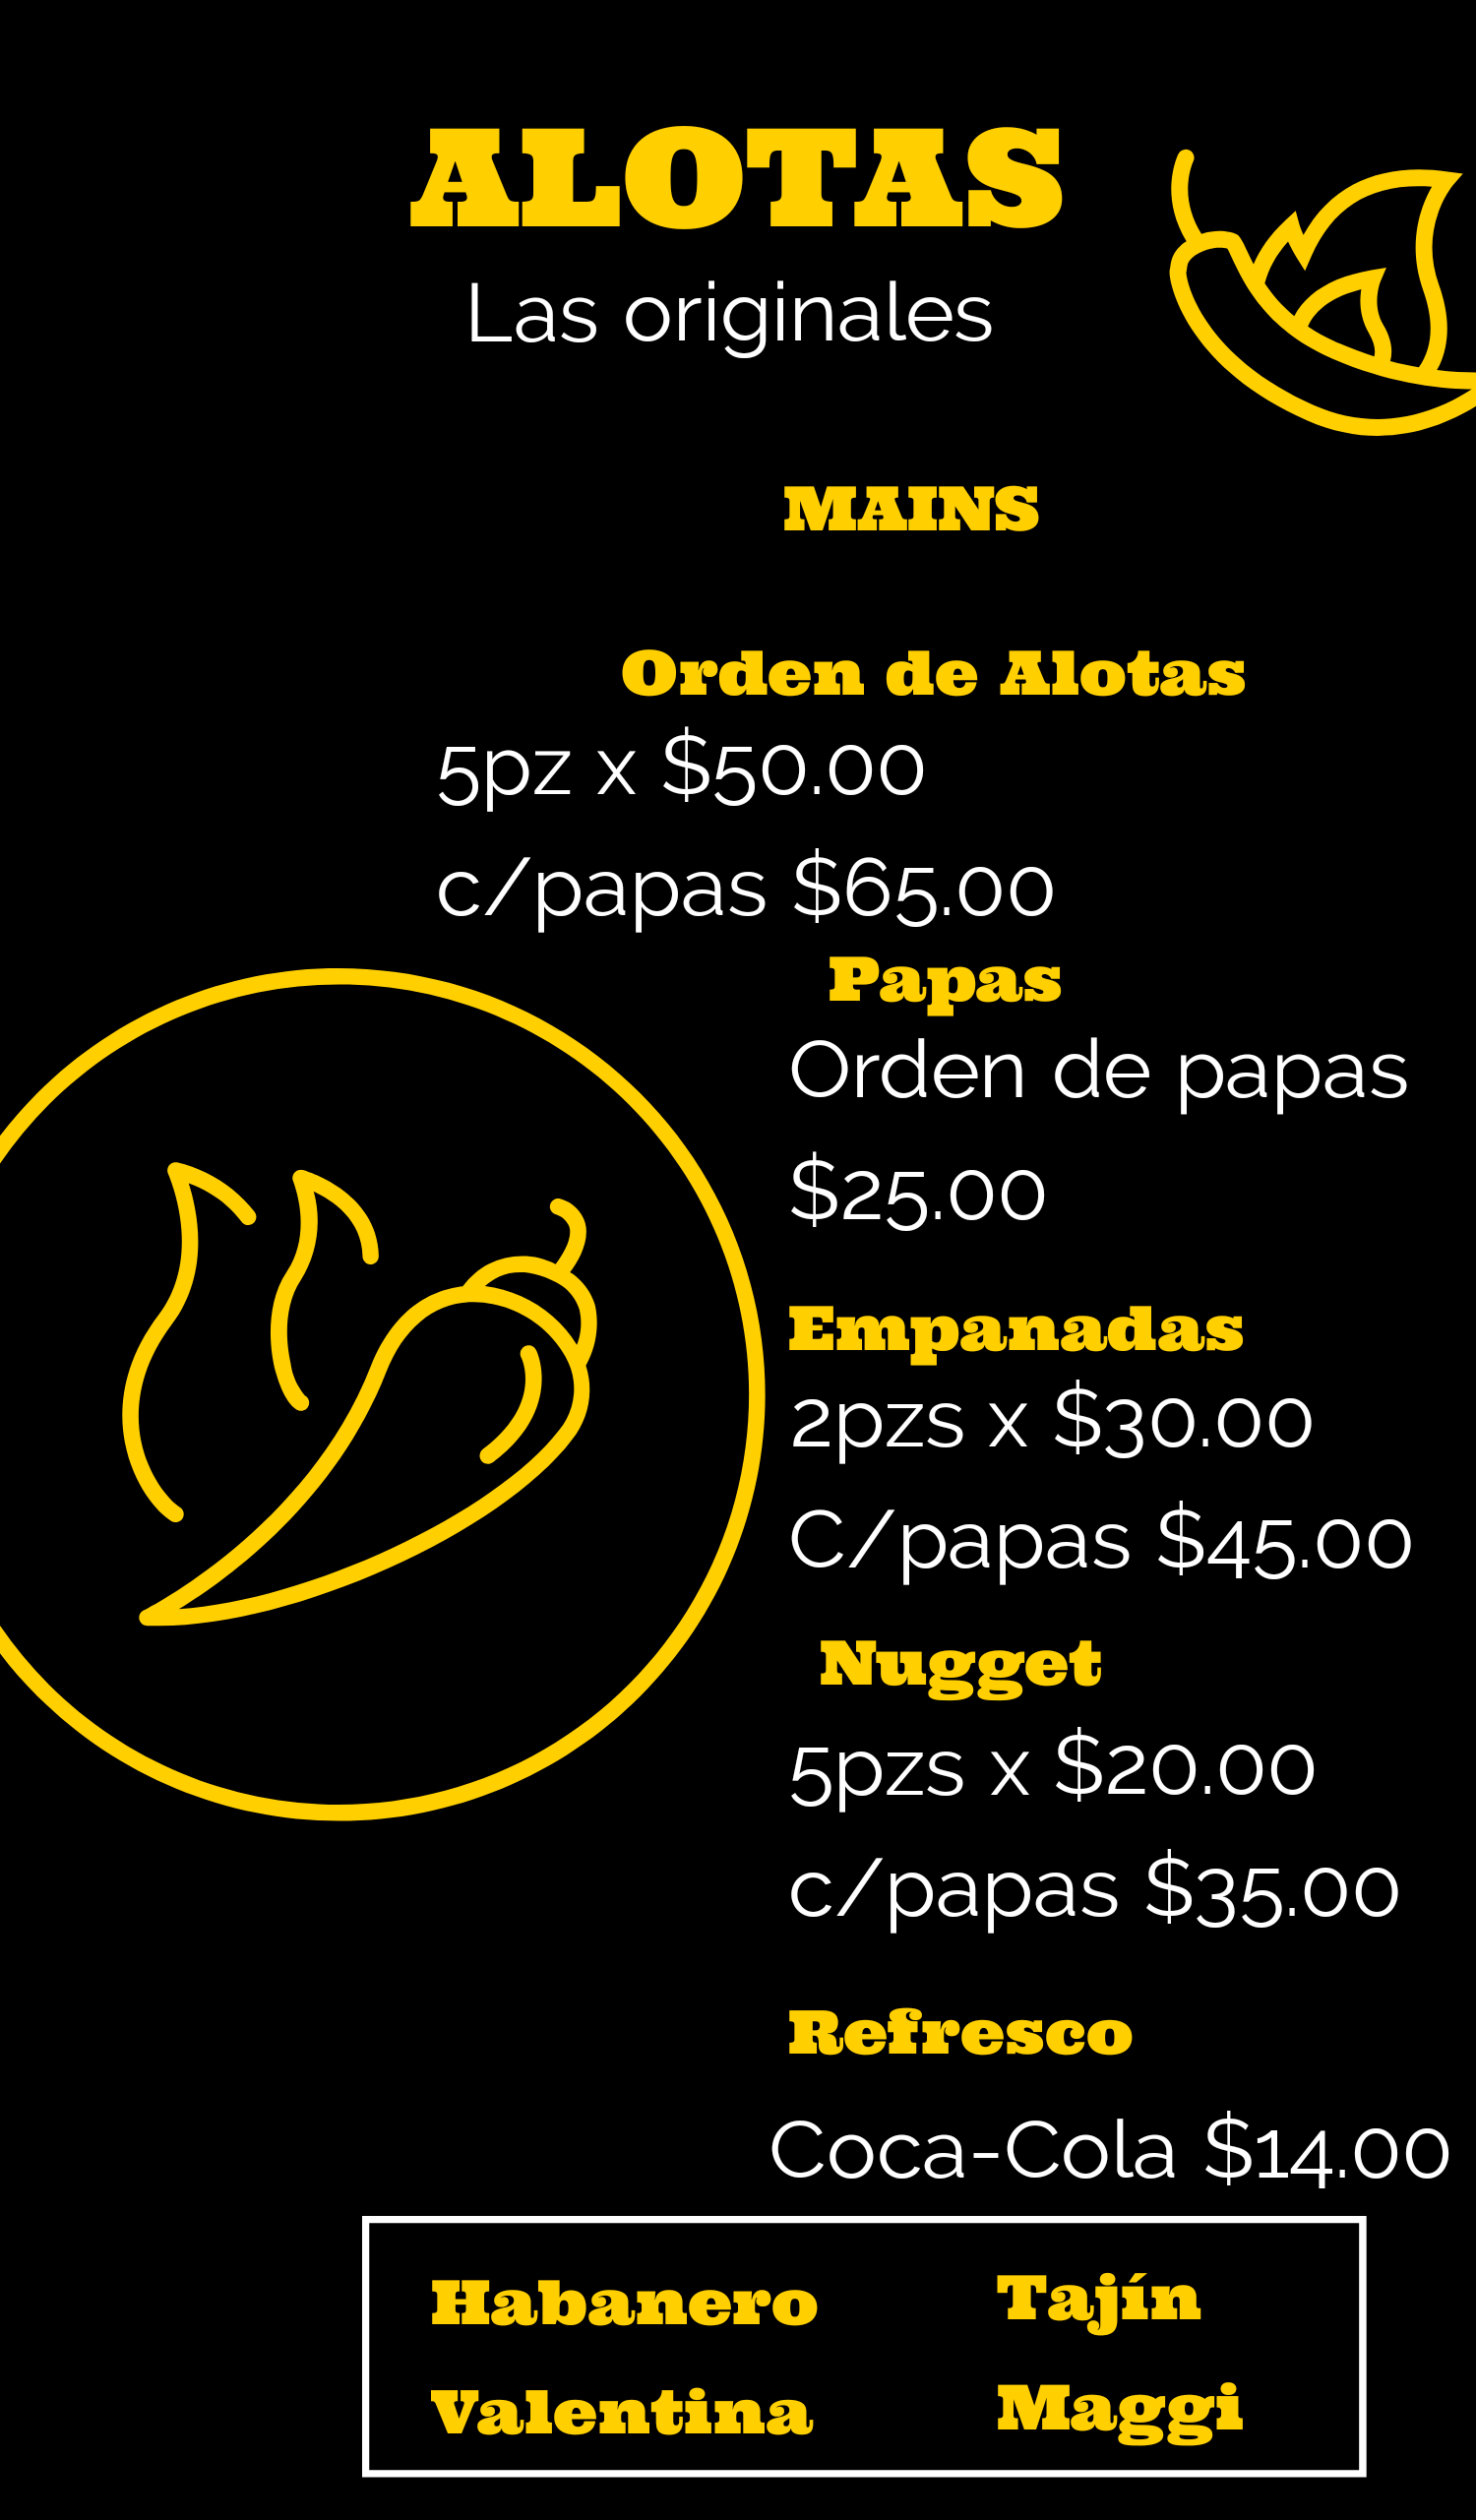 ALOTAS
Las originales
MAINS
Orden de Alotas
5pz x $50.00
c/papas $65.00
Papas
Orden de papas
$25.00
Empanadas
2pzs x $30.00
C/papas $45.00
Nugget
5pzs x $20.00
c/papas $35.00
Refresco
Coca-Cola $14.00
Habanero Tajín
Valentina Maggi